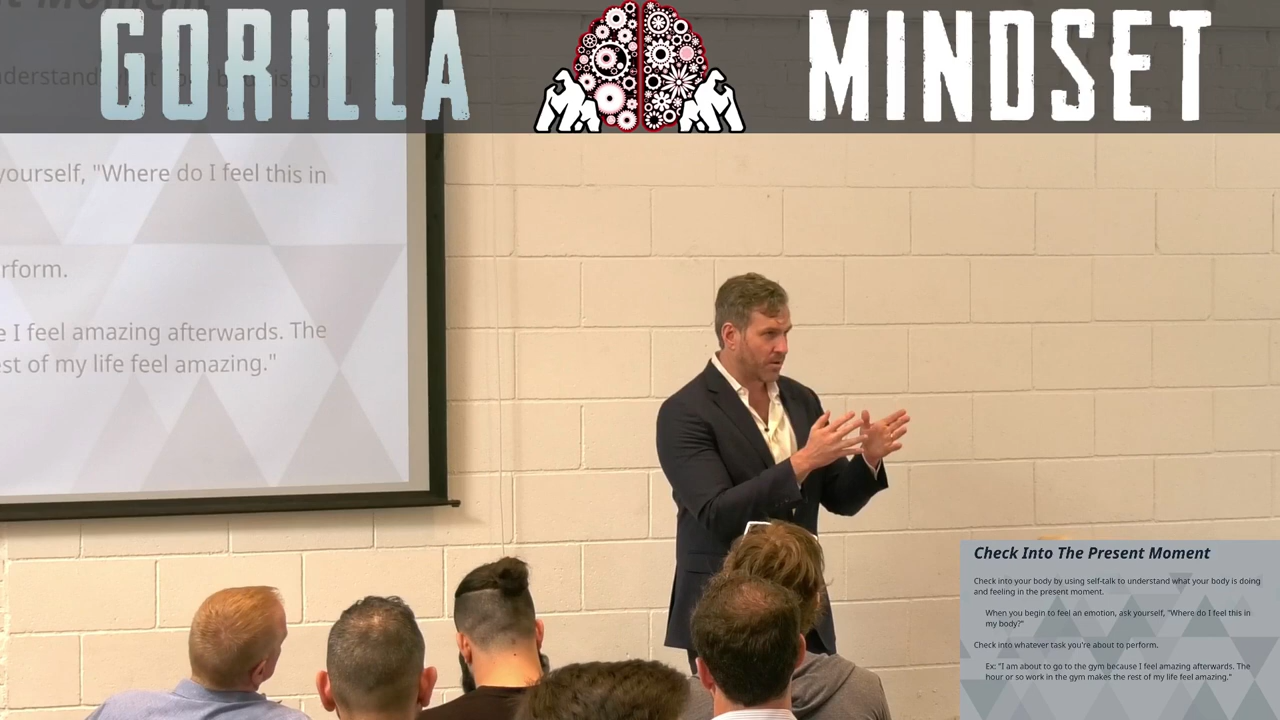 GORILLA MINDSET
yourself, "Where do I feel this in
rform.
e I feel amazing afterwards. The
est of my life feel amazing."
Check Into The Present Moment
Check into your body by using self-talk to understand what your body is doing
and feeling in the present moment.
When you begin to feel an emotion, ask yourself, "Where do I feel this in
my body?"
Check into whatever task you're about to perform.
Ex: "I am about to go to the gym because I feel amazing afterwards. The
hour or so work in the gym makes the rest of my life feel amazing."